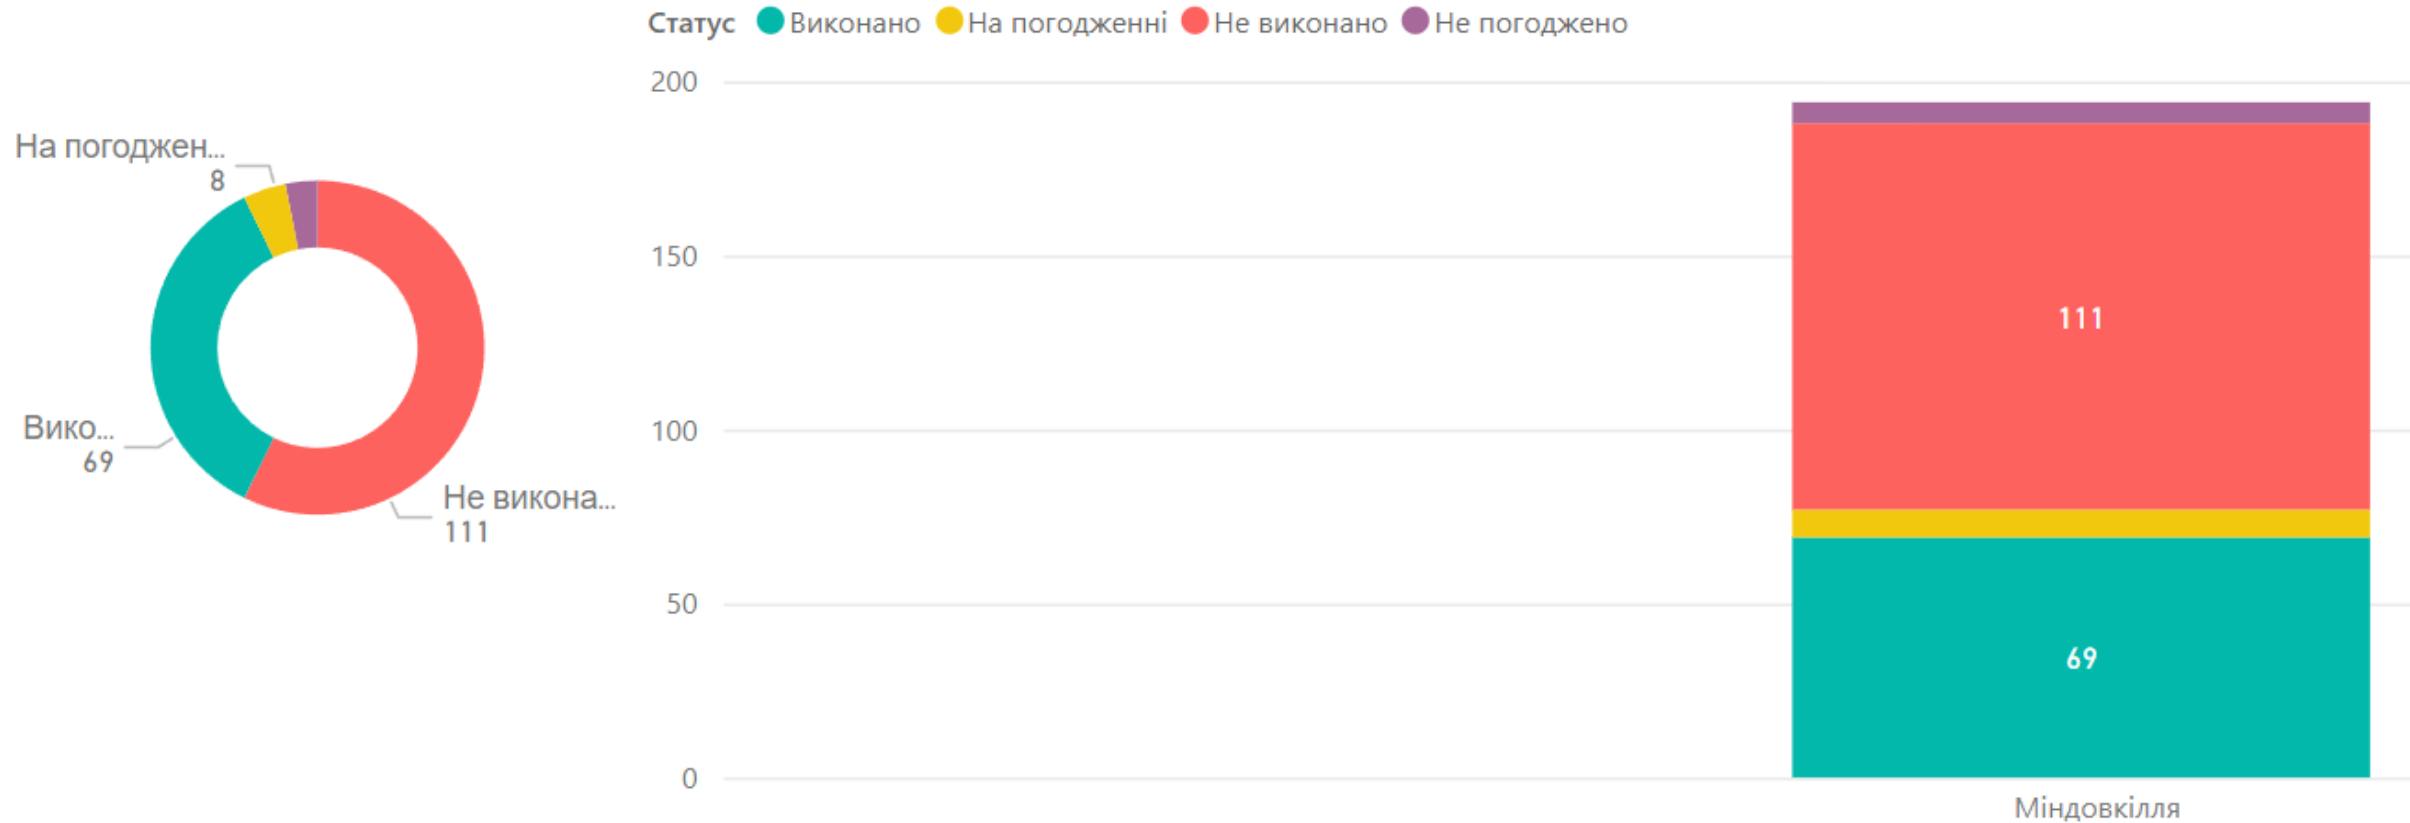 Статус Виконано На погодженні Не виконано Не погоджено
На погоджен...
8
Вико...
69
Не викона...
111
200
150
100
50
0
111
69
Міндовкілля